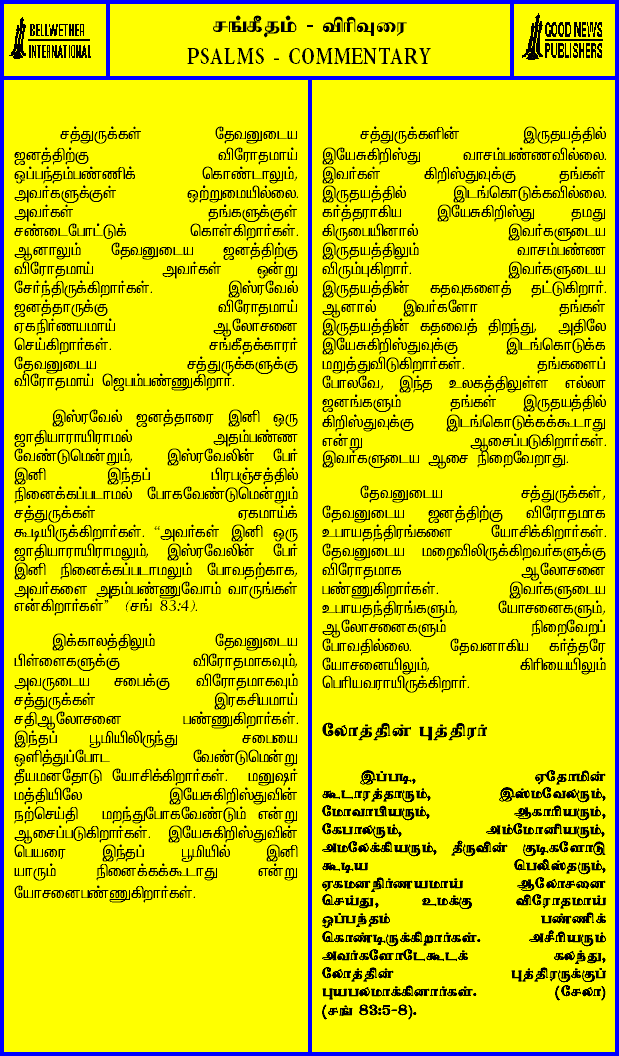 BELLWETHER
INTERNATIONAL
சங்கீதம் - விரிவுரை
PSALMS - COMMENTARY
GOOD NEWS
PUBLISHERS
சத்துருக்கள் தேவனுடைய
ஜனத்திற்கு விரோதமாய்
ஒப்பந்தம்பண்ணிக் கொண்டாலும்,
அவர்களுக்குள் ஒற்றுமையில்லை.
அவர்கள் தங்களுக்குள்
சண்டைபோட்டுக் கொள்கிறார்கள்.
ஆனாலும் தேவனுடைய ஜனத்திற்கு
விரோதமாய் அவர்கள் ஒன்று
சேர்ந்திருக்கிறார்கள். இஸ்ரவேல்
ஜனத்தாருக்கு விரோதமாய்
ஏகநிர்ணயமாய் ஆலோசனை
செய்கிறார்கள். சங்கீதக்காரர்
தேவனுடைய சத்துருக்களுக்கு
விரோதமாய் ஜெபம்பண்ணுகிறார்.
இஸ்ரவேல் ஜனத்தாரை இனி ஒரு
ஜாதியாராயிராமல் அதம்பண்ண
வேண்டுமென்றும், இஸ்ரவேலின் பேர்
இனி இந்தப் பிரபஞ்சத்தில்
நினைக்கப்படாமல் போகவேண்டுமென்றும்
சத்துருக்கள் ஏகமாய்க்
கூடியிருக்கிறார்கள். “அவர்கள் இனி ஒரு
ஜாதியாராயிராமலும், இஸ்ரவேலின் பேர்
இனி நினைக்கப்படாமலும் போவதற்காக,
அவர்களை அதம்பண்ணுவோம் வாருங்கள்
என்கிறார்கள்” (சங் 83:4).
இக்காலத்திலும் தேவனுடைய
பிள்ளைகளுக்கு விரோதமாகவும்,
அவருடைய சபைக்கு விரோதமாகவும்
சத்துருக்கள் இரகசியமாய்
சதிஆலோசனை பண்ணுகிறார்கள்.
இந்தப் பூமியிலிருந்து சபையை
ஒளித்துப்போட வேண்டுமென்று
தீயமனதோடு யோசிக்கிறார்கள். மனுஷர்
மத்தியிலே இயேசுகிறிஸ்துவின்
நற்செய்தி மறந்துபோகவேண்டும் என்று
ஆசைப்படுகிறார்கள். இயேசுகிறிஸ்துவின்
பெயரை இந்தப் பூமியில் இனி
யாரும் நினைக்கக்கூடாது என்று
யோசனைபண்ணுகிறார்கள்.
சத்துருக்களின் இருதயத்தில்
இயேசுகிறிஸ்து வாசம்பண்ணவில்லை.
இவர்கள் கிறிஸ்துவுக்கு தங்கள்
இருதயத்தில் இடங்கொடுக்கவில்லை.
கர்த்தராகிய இயேசுகிறிஸ்து தமது
கிருபையினால் இவர்களுடைய
இருதயத்திலும் வாசம்பண்ண
விரும்புகிறார். இவர்களுடைய
இருதயத்தின் கதவுகளைத் தட்டுகிறார்.
ஆனால் இவர்களோ தங்கள்
இருதயத்தின் கதவைத் திறந்து, அதிலே
இயேசுகிறிஸ்துவுக்கு இடங்கொடுக்க
மறுத்துவிடுகிறார்கள். தங்களைப்
போலவே, இந்த உலகத்திலுள்ள எல்லா
ஜனங்களும் தங்கள் இருதயத்தில்
கிறிஸ்துவுக்கு இடங்கொடுக்கக்கூடாது
என்று ஆசைப்படுகிறார்கள்.
இவர்களுடைய ஆசை நிறைவேறாது.
தேவனுடைய சத்துருக்கள்,
தேவனுடைய ஜனத்திற்கு விரோதமாக
உபாயதந்திரங்களை யோசிக்கிறார்கள்.
தேவனுடைய மறைவிலிருக்கிறவர்களுக்கு
விரோதமாக ஆலோசனை
பண்ணுகிறார்கள். இவர்களுடைய
உபாயதந்திரங்களும், யோசனைகளும்,
ஆலோசனைகளும் நிறைவேறப்
போவதில்லை. தேவனாகிய கர்த்தரே
யோசனையிலும், கிரியையிலும்
பெரியவராயிருக்கிறார்.
லோத்தின் புத்திரர்
இப்படி, ஏதோமின்
கூடாரத்தாரும், இஸ்மவேலரும்,
மோவாபியரும், ஆகாரியரும்,
கேபாலரும், அம்மோனியரும்,
அமலேக்கியரும், தீருவின் குடிகளோடு
கூடிய பெலிஸ்தரும்,
ஏகமனநிர்ணயமாய் ஆலோசனை
செய்து, உமக்கு விரோதமாய்
ஒப்பந்தம் பண்ணிக்
கொண்டிருக்கிறார்கள். அசீரியரும்
அவர்களோடேகூடக் கலந்து,
லோத்தின் புத்திரருக்குப்
புயபலமாக்கினார்கள். (சேலா)
(சங் 83:5-8).